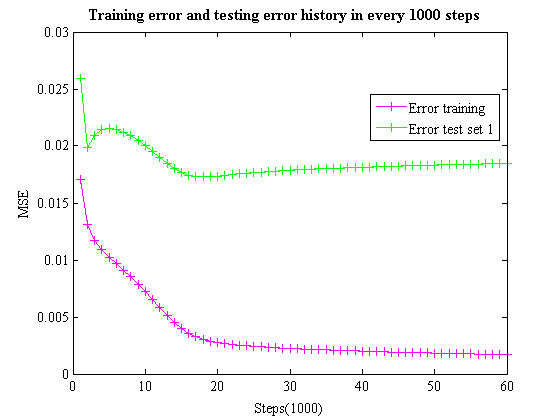 Training error and testing error history in every 1000 steps
0.03
0.025
0.02
0.015
0.01
0.005
0
MSE
Error training
Error test set 1
0 10 20 30 40 50 60
Steps(1000)